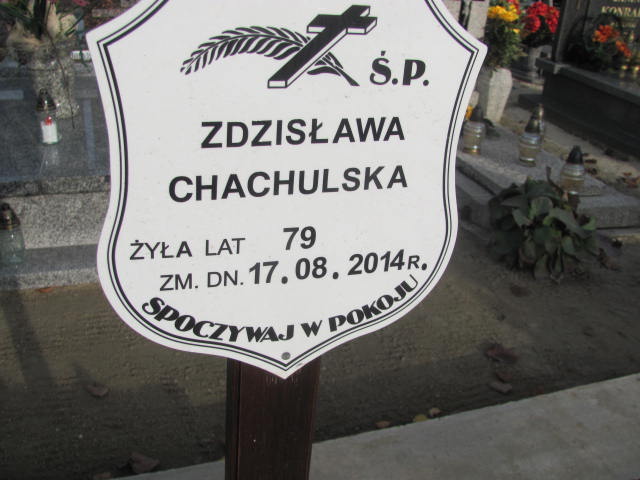 Ś.P.
ZDZISŁAWA
CHACHULSKA
ŻYŁA LAT 79
ZM. DN. 17.08.2014R.
SPOCZYWAJ W POKOJU